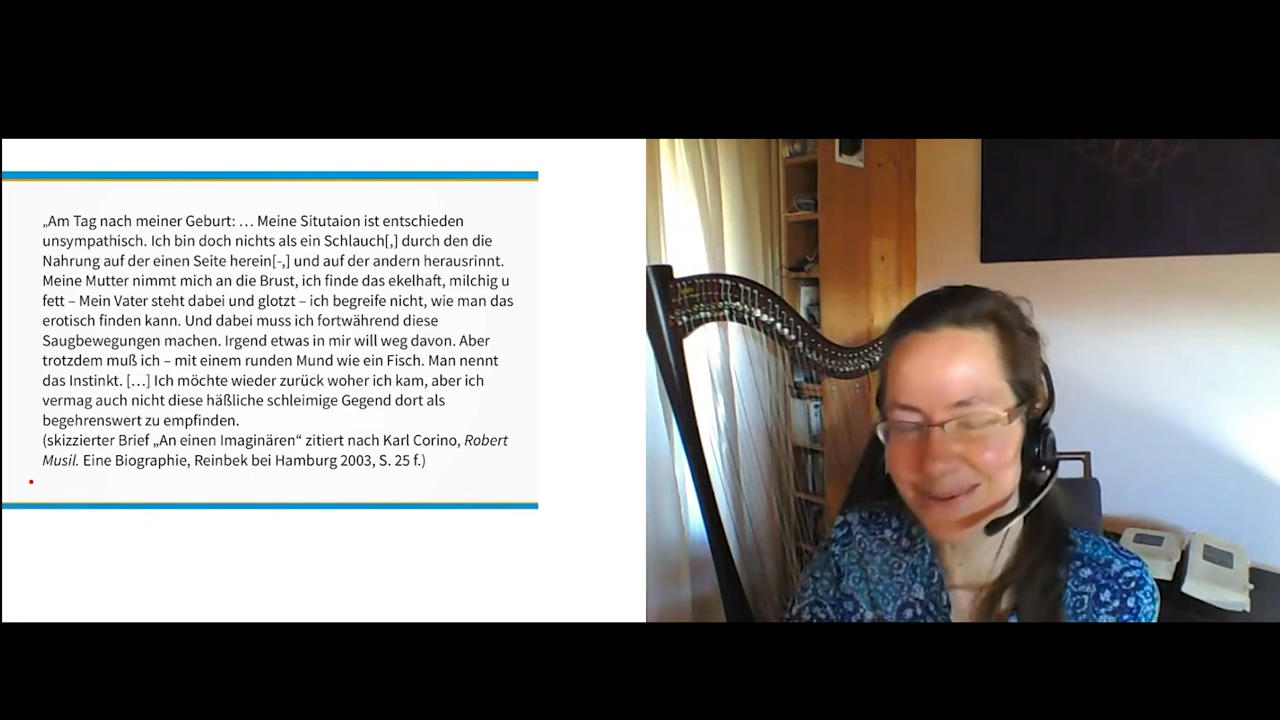 „Am Tag nach meiner Geburt: … Meine Situtaion ist entschieden
unsympathisch. Ich bin doch nichts als ein Schlauch[,] durch den die
Nahrung auf der einen Seite herein[-,] und auf der andern herausrinnt.
Meine Mutter nimmt mich an die Brust, ich finde das ekelhaft, milchig u
fett – Mein Vater steht dabei und glotzt – ich begreife nicht, wie man das
erotisch finden kann. Und dabei muss ich fortwährend diese
Saugbewegungen machen. Irgend etwas in mir will weg davon. Aber
trotzdem muß ich – mit einem runden Mund wie ein Fisch. Man nennt
das Instinkt. […] Ich möchte wieder zurück woher ich kam, aber ich
vermag auch nicht diese häßliche schleimige Gegend dort als
begehrenswert zu empfinden.
(skizzierter Brief „An einen Imaginären“ zitiert nach Karl Corino, Robert
Musil. Eine Biographie, Reinbek bei Hamburg 2003, S. 25 f.)